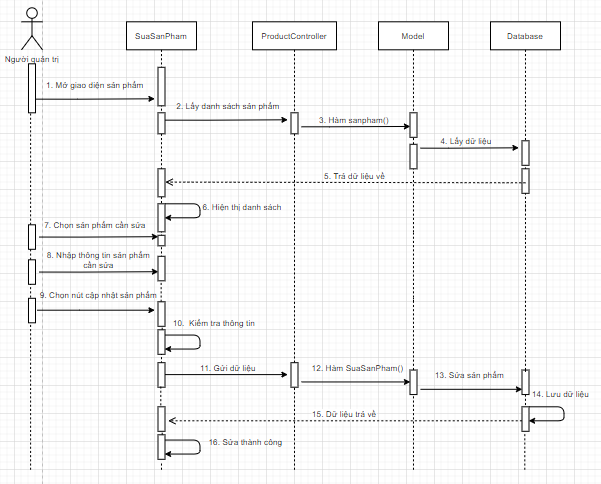 SuaSanPham
ProductController
Model
Database
Người quản trị
1. Mở giao diện sản phẩm
2. Lấy danh sách sản phẩm
3. Hàm sanpham()
4. Lấy dữ liệu
5. Trả dữ liệu về
6. Hiện thị danh sách
7. Chọn sản phẩm cần sửa
8. Nhập thông tin sản phẩm
cần sửa
9. Chọn nút cập nhật sản phẩm
10. Kiểm tra thông tin
11. Gửi dữ liệu
12. Hàm SuaSanPham()
13. Sửa sản phẩm
14. Lưu dữ liệu
15. Dữ liệu trả về
16. Sửa thành công